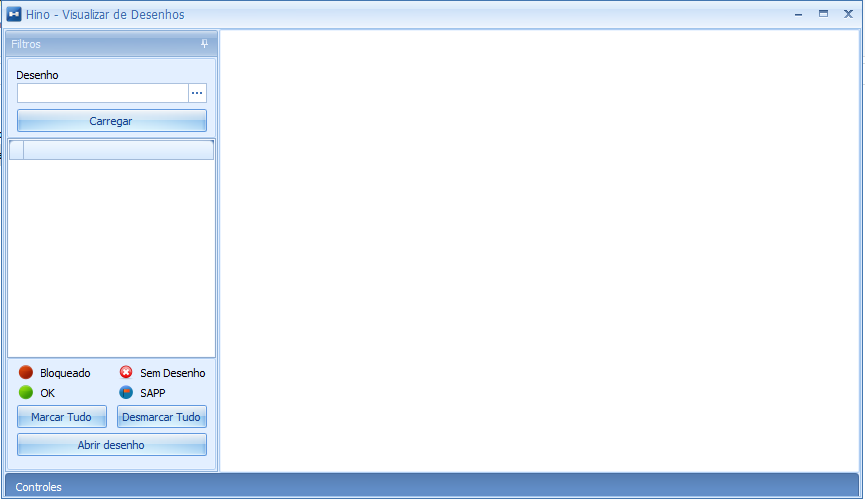 Hino - Visualizar de Desenhos
Filtros
Desenho
...
Carregar
Bloqueado
Sem Desenho
OK
SAPP
Marcar Tudo
Desmarcar Tudo
Abrir desenho
Controles